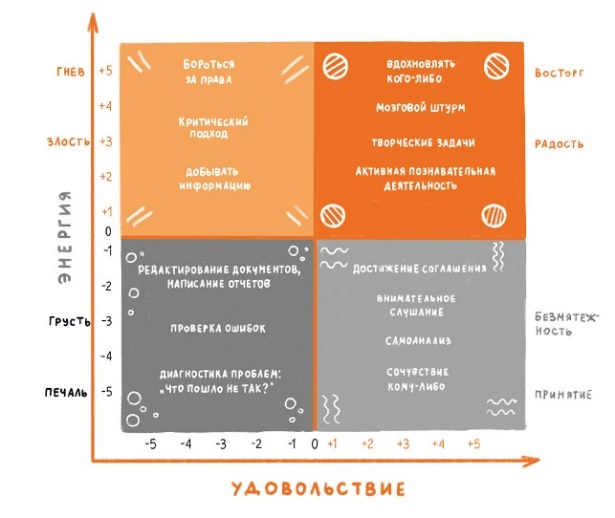 ГНЕВ
ЗЛОСТЬ
ЭНЕРГИЯ
ГРУСТЬ
ПЕЧАЛЬ
+5
+4
+3
+2
+1
0
-1
-2
-3
-4
-5
БОРОТЬСЯ
ЗА ПРАВА
КРИТИЧЕСКИЙ
ПОДХОД
ДОБЫВАТЬ
ИНФОРМАЦИЮ
ВДОХНОВЛЯТЬ
КОГО-ЛИБО
МОЗГОВОЙ ШТУРМ
ТВОРЧЕСКИЕ ЗАДАЧИ
АКТИВНАЯ ПОЗНАВАТЕЛЬНАЯ
ДЕЯТЕЛЬНОСТЬ
ВОСТОРГ
РАДОСТЬ
РЕДАКТИРОВАНИЕ ДОКУМЕНТОВ,
НАПИСАНИЕ ОТЧЕТОВ
ПРОВЕРКА ОШИБОК
ДИАГНОСТИКА ПРОБЛЕМ:
"ЧТО ПОШЛО НЕ ТАК?"
ДОСТИЖЕНИЕ СОГЛАШЕНИЯ
ВНИМАТЕЛЬНОЕ
СЛУШАНИЕ
САМОАНАЛИЗ
СОЧУВСТВИЕ
КОМУ-ЛИБО
БЕЗМЯТЕЖ-
НОСТЬ
ПРИНЯТИЕ
-5 -4 -3 -2 -1 0 +1 +2 +3 +4 +5
УДОВОЛЬСТВИЕ